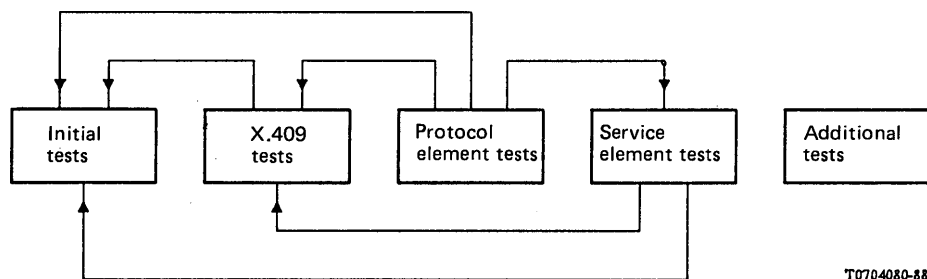 Initial
tests
X.409
tests
Protocol
element tests
Service
element tests
Additional
tests
T0704080-88